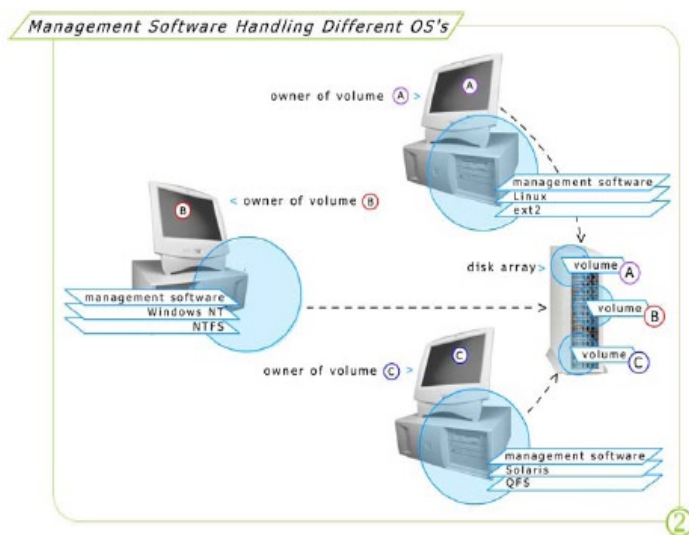 Management Software Handling Different OS's
owner of volume A >
A
management software
Linux
ext2
B
< owner of volume B
management software
Windows NT
NTFS
disk array>
volume A
volume B
volume C
owner of volume C >
C
management software
Solaris
QFS
2